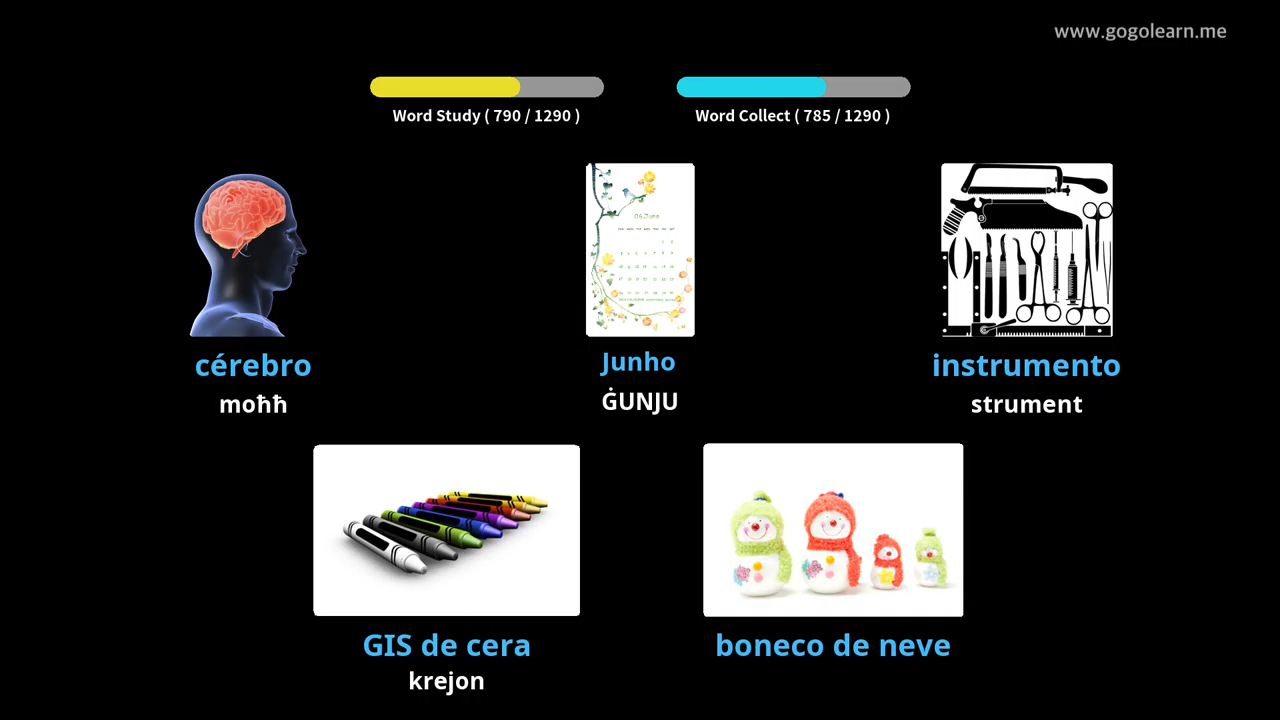 www.gogolearn.me
Word Study ( 790 / 1290 )
Word Collect ( 785 / 1290 )
cérebro
moħħ
Junho
ĠUNJU
instrumento
strument
GIS de cera
krejon
boneco de neve